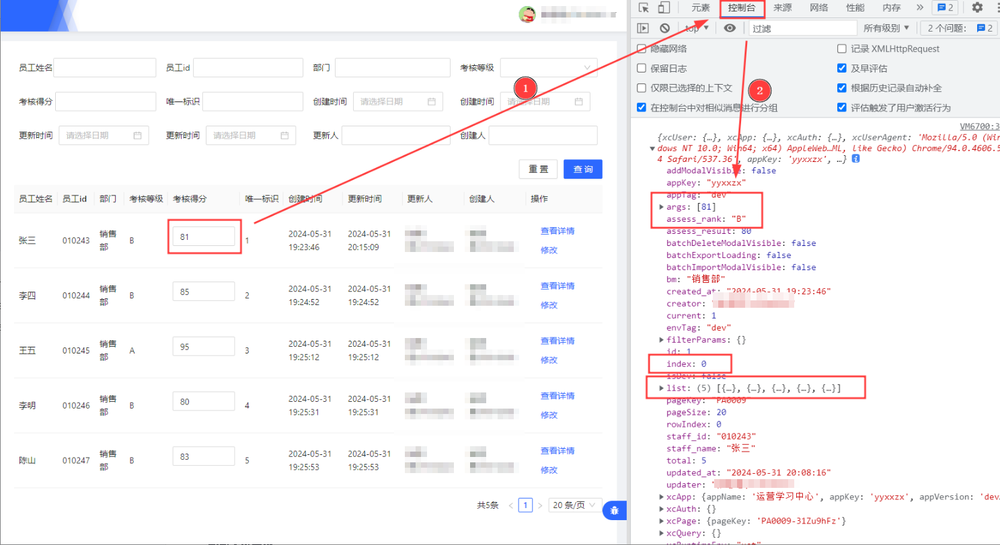 员工姓名 员工id 部门 考核等级
考核得分 唯一标识 创建时间 请选择日期 创建时间 请选择日期
更新时间 请选择日期 更新时间 请选择日期 更新人 创建人
1
重 置 查 询
员工姓名 员工id 部门 考核等级 考核得分 唯一标识 创建时间 更新时间 更新人 创建人 操作
张三 010243 销售部 B 81 1 2024-05-31 19:23:46 2024-05-31 20:15:09 查看详情 修改
李四 010244 销售部 B 85 2 2024-05-31 19:24:52 2024-05-31 19:24:52 查看详情 修改
王五 010245 销售部 A 95 3 2024-05-31 19:25:12 2024-05-31 19:25:12 查看详情 修改
李明 010246 销售部 B 80 4 2024-05-31 19:25:31 2024-05-31 19:25:31 查看详情 修改
陈山 010247 销售部 B 83 5 2024-05-31 19:25:53 2024-05-31 19:25:53 查看详情 修改
共5条 < 1 > 20 条/页
元素 控制台 来源 网络 性能 内存 » 2
top 过滤 所有级别 2 个问题: 2
隐藏网络 记录 XMLHttpRequest
保留日志 及早评估
仅限已选择的上下文 根据历史记录自动补全
2
在控制台中对相似消息进行分组 评估触发了用户激活行为
VM6700:3
{xcUser: {…}, xcApp: {…}, xcAuth: {…}, xcUserAgent: 'Mozilla/5.0 (Win
dows NT 10.0; Win64; x64) AppleWeb…ML, like Gecko) Chrome/94.0.4606.5
4 Safari/537.36', appKey: 'yyxxzx', …}
addModalVisible: false
appKey: "yyxxzx"
appTag: "dev"
args: [81]
assess_rank: "B"
assess_result: 80
batchDeleteModalVisible: false
batchExportLoading: false
batchImportModalVisible: false
bm: "销售部"
created_at: "2024-05-31 19:23:46"
creator:
current: 1
envTag: "dev"
filterParams: {}
id: 1
index: 0
isDev: false
list: (5) [{…}, {…}, {…}, {…}, {…}]
pageKey: "PA0009"
pageSize: 20
rowIndex: 0
staff_id: "010243"
staff_name: "张三"
total: 5
updated_at: "2024-05-31 20:08:16"
updater:
xcApp: {appName: '运营学习中心', appKey: 'yyxxzx', appVersion: 'dev
xcAuth: {}
xcPage: {pageKey: 'PA0009-31Zu9hFz'}
xcQuery: {}